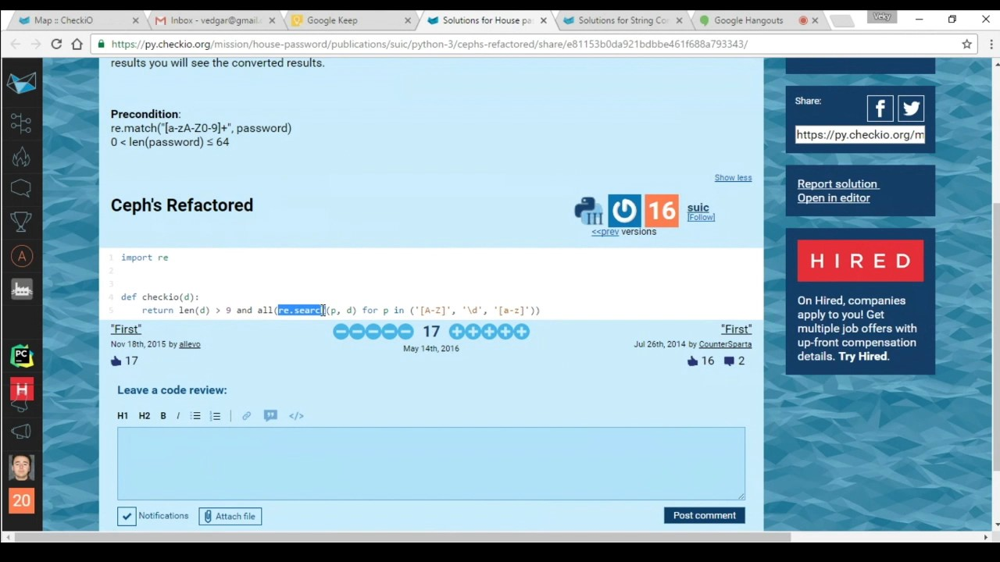 Map :: CheckiO
Inbox - vedgar@gmail.
Google Keep
Solutions for House pa
Solutions for String Co
Google Hangouts
Veky
https://py.checkio.org/mission/house-password/publications/suic/python-3/cephs-refactored/share/e81153b0da921bdbbe461f688a793343/
results you will see the converted results.
Precondition:
re.match("[a-zA-Z0-9]+", password)
0 < len(password) ≤ 64
Show less
Ceph's Refactored
III
16
suic
[Follow]
<<prev versions
1 import re
2
3
4 def checkio(d):
5 return len(d) > 9 and all(re.search(p, d) for p in ('[A-Z]', '\d', '[a-z]'))
"First"
17
"First"
Nov 18th, 2015 by allevo
May 14th, 2016
Jul 26th, 2014 by CounterSparta
17
16
2
Leave a code review:
H1 H2 B I </>
Notifications
Attach file
Post comment
Share:
https://py.checkio.org/m
Report solution
Open in editor
HIRED
On Hired, companies
apply to you! Get
multiple job offers with
up-front compensation
details. Try Hired.
A
PC
H
20